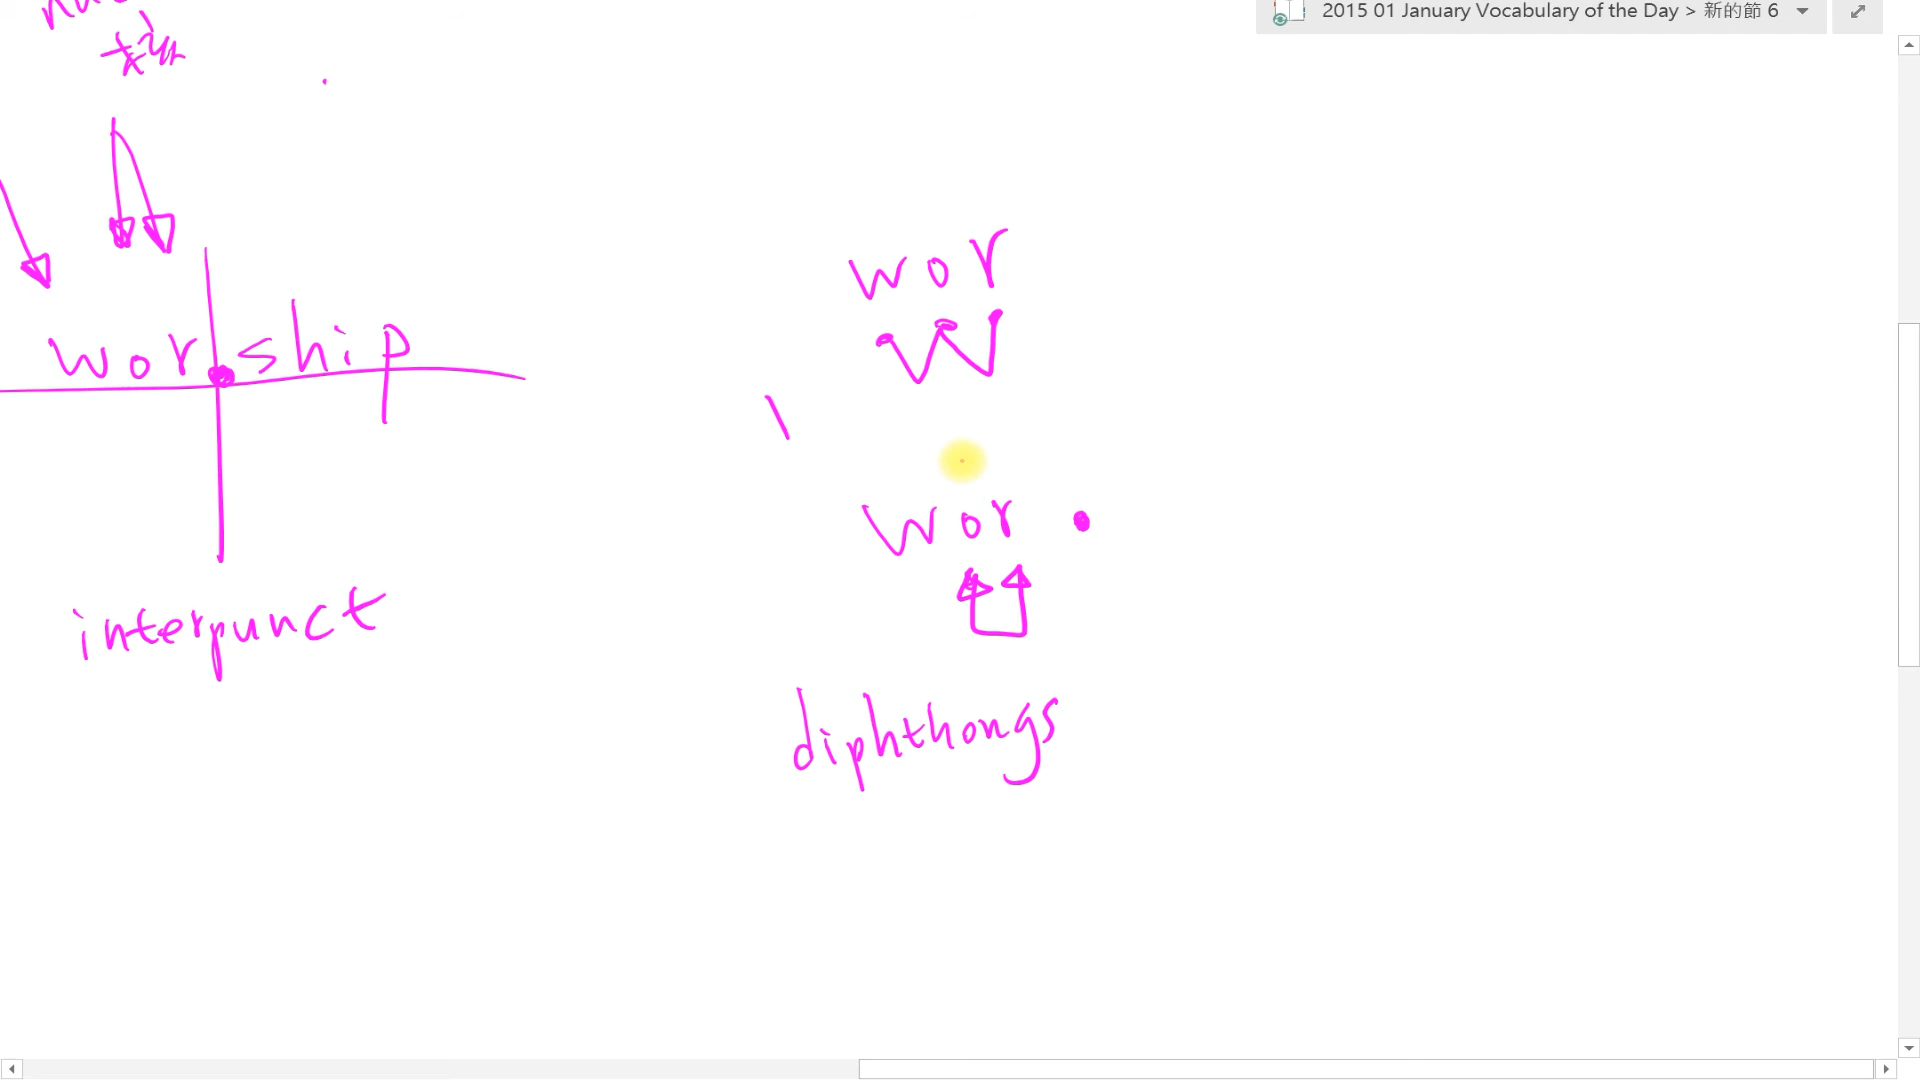 2015 01 January Vocabulary of the Day > 新的節 6
wor
worship
wor
interpunct
diphthongs